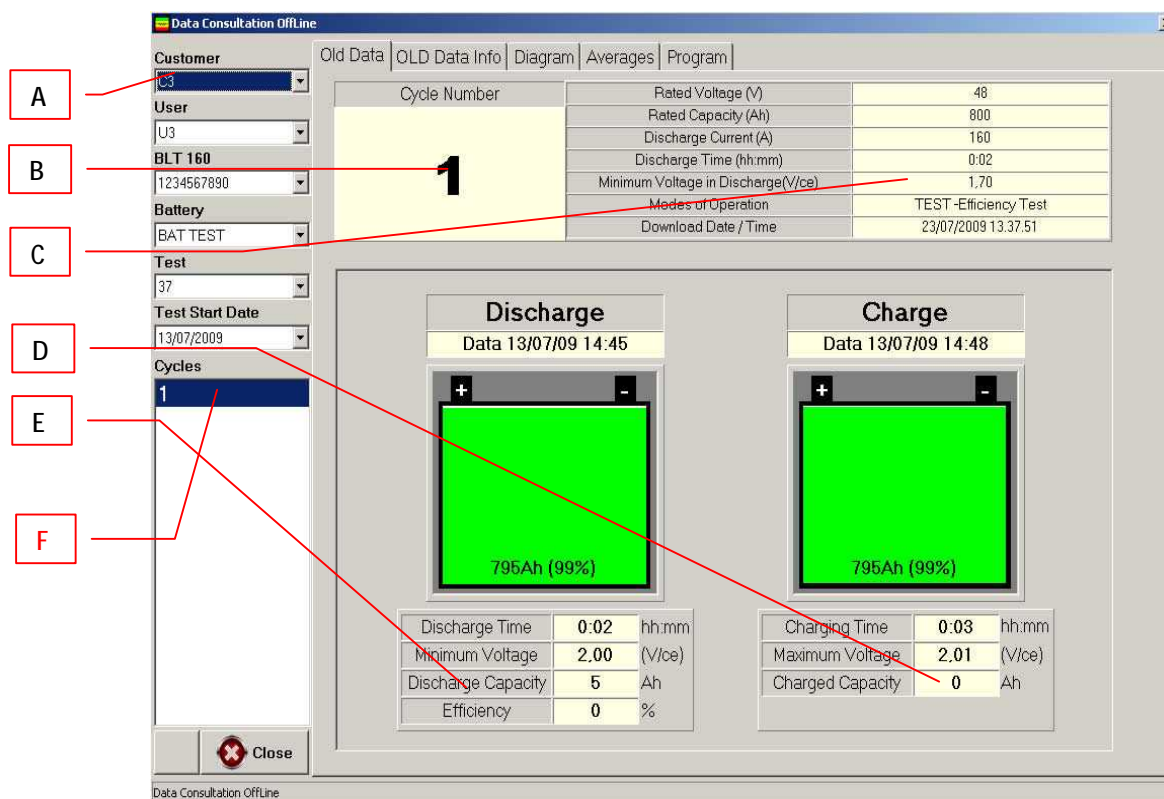 Data Consultation OffLine
Customer
C3
User
U3
BLT 160
1234567890
Battery
BAT TEST
Test
37
Test Start Date
13/07/2009
Cycles
1
Close
Old Data OLD Data Info Diagram Averages Program
Cycle Number
1
Rated Voltage (V) 48
Rated Capacity (Ah) 800
Discharge Current (A) 160
Discharge Time (hh:mm) 0:02
Minimum Voltage in Discharge(V/ce) 1,70
Modes of Operation TEST -Efficiency Test
Download Date / Time 23/07/2009 13.37.51
Discharge
Data 13/07/09 14:45
+ -
795Ah (99%)
Discharge Time 0:02 hh:mm
Minimum Voltage 2,00 (V/ce)
Discharge Capacity 5 Ah
Efficiency 0 %
Charge
Data 13/07/09 14:48
+ -
795Ah (99%)
Charging Time 0:03 hh:mm
Maximum Voltage 2,01 (V/ce)
Charged Capacity 0 Ah
Data Consultation OffLine
A
B
C
D
E
F